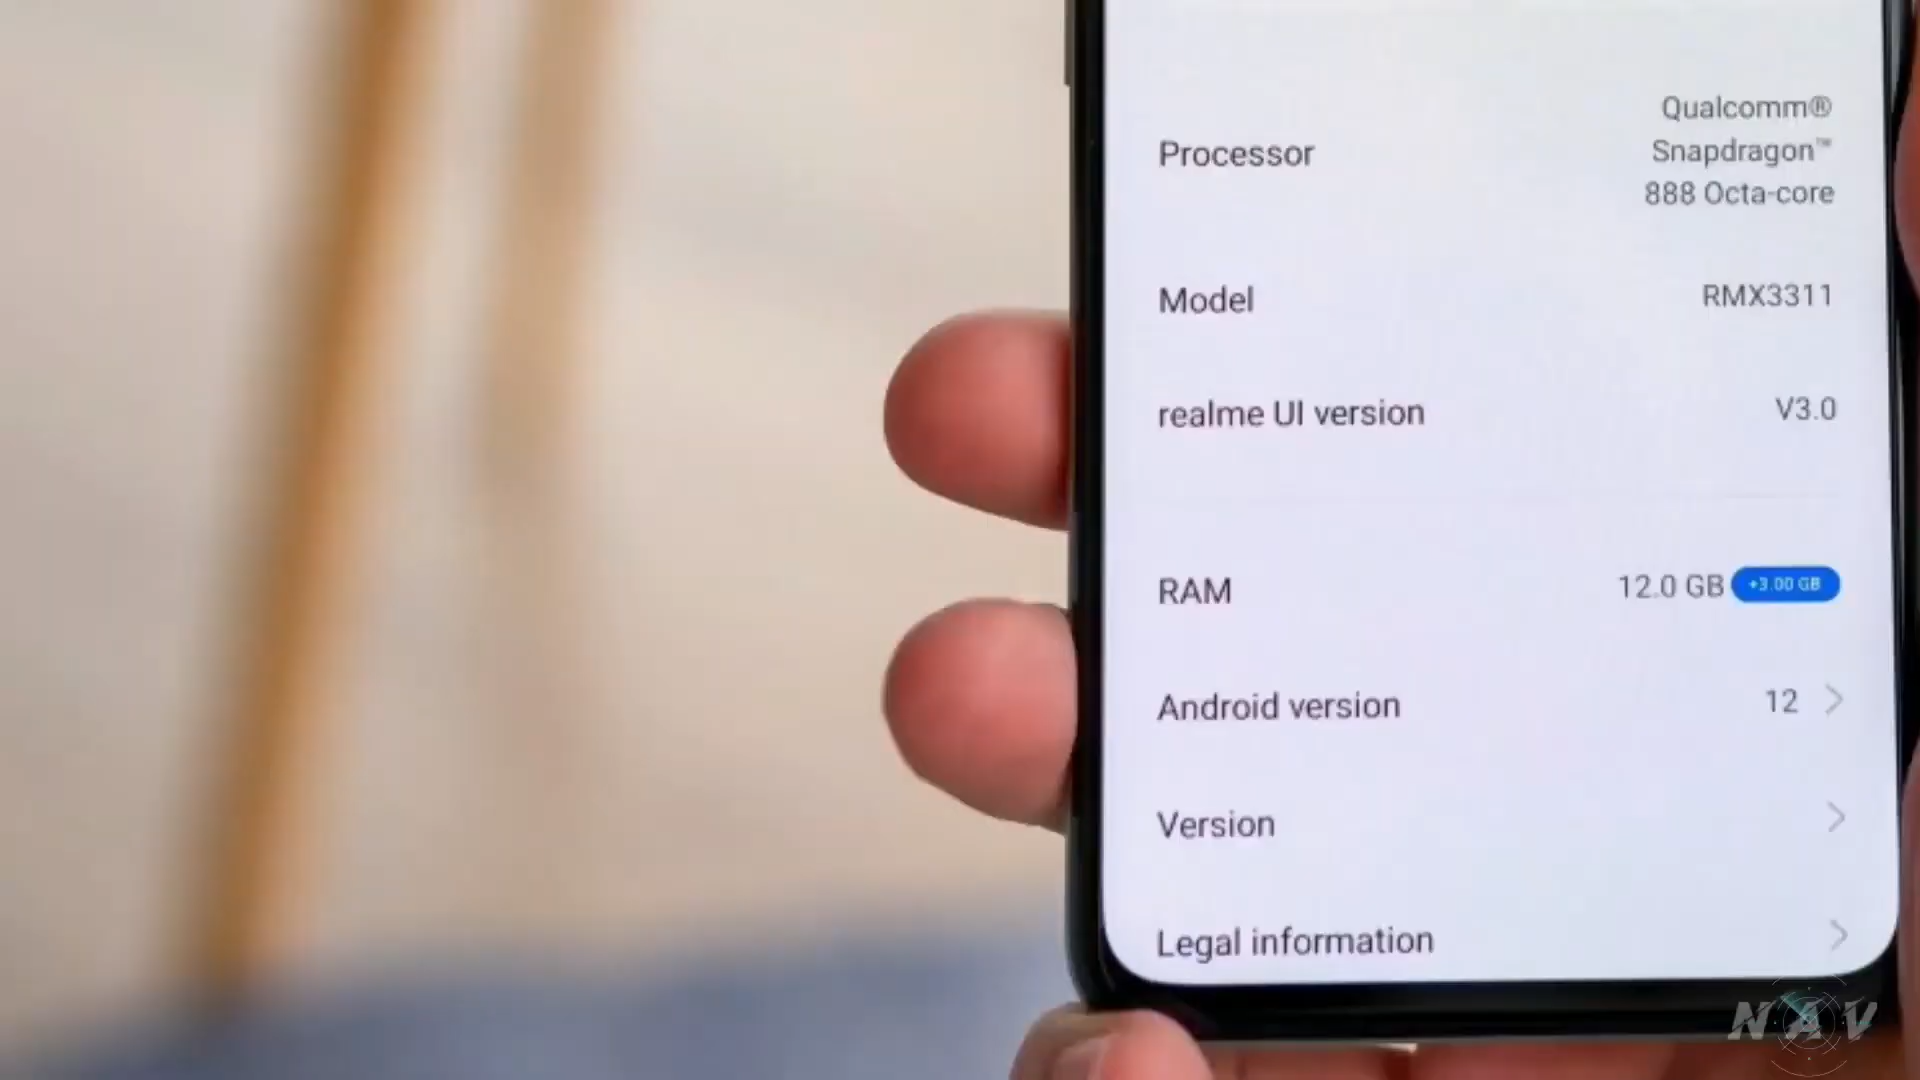 Processor
Qualcomm®
Snapdragon™
888 Octa-core
Model
RMX3311
realme UI version
V3.0
RAM
12.0 GB +3.00 GB
Android version
12
Version
Legal information
NAV